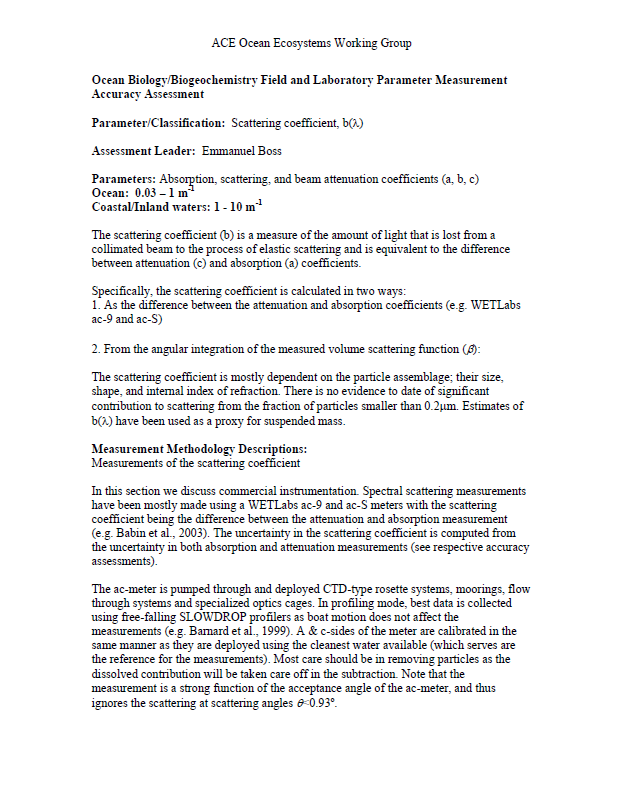 ACE Ocean Ecosystems Working Group
Ocean Biology/Biogeochemistry Field and Laboratory Parameter Measurement
Accuracy Assessment
Parameter/Classification: Scattering coefficient, b(λ)
Assessment Leader: Emmanuel Boss
Parameters: Absorption, scattering, and beam attenuation coefficients (a, b, c)
Ocean: 0.03 – 1 m⁻¹
Coastal/Inland waters: 1 - 10 m⁻¹
The scattering coefficient (b) is a measure of the amount of light that is lost from a
collimated beam to the process of elastic scattering and is equivalent to the difference
between attenuation (c) and absorption (a) coefficients.
Specifically, the scattering coefficient is calculated in two ways:
1. As the difference between the attenuation and absorption coefficients (e.g. WETLabs
ac-9 and ac-S)
2. From the angular integration of the measured volume scattering function (β):
The scattering coefficient is mostly dependent on the particle assemblage; their size,
shape, and internal index of refraction. There is no evidence to date of significant
contribution to scattering from the fraction of particles smaller than 0.2μm. Estimates of
b(λ) have been used as a proxy for suspended mass.
Measurement Methodology Descriptions:
Measurements of the scattering coefficient
In this section we discuss commercial instrumentation. Spectral scattering measurements
have been mostly made using a WETLabs ac-9 and ac-S meters with the scattering
coefficient being the difference between the attenuation and absorption measurement
(e.g. Babin et al., 2003). The uncertainty in the scattering coefficient is computed from
the uncertainty in both absorption and attenuation measurements (see respective accuracy
assessments).
The ac-meter is pumped through and deployed CTD-type rosette systems, moorings, flow
through systems and specialized optics cages. In profiling mode, best data is collected
using free-falling SLOWDROP profilers as boat motion does not affect the
measurements (e.g. Barnard et al., 1999). A & c-sides of the meter are calibrated in the
same manner as they are deployed using the cleanest water available (which serves are
the reference for the measurements). Most care should be in removing particles as the
dissolved contribution will be taken care off in the subtraction. Note that the
measurement is a strong function of the acceptance angle of the ac-meter, and thus
ignores the scattering at scattering angles θ<0.93°.